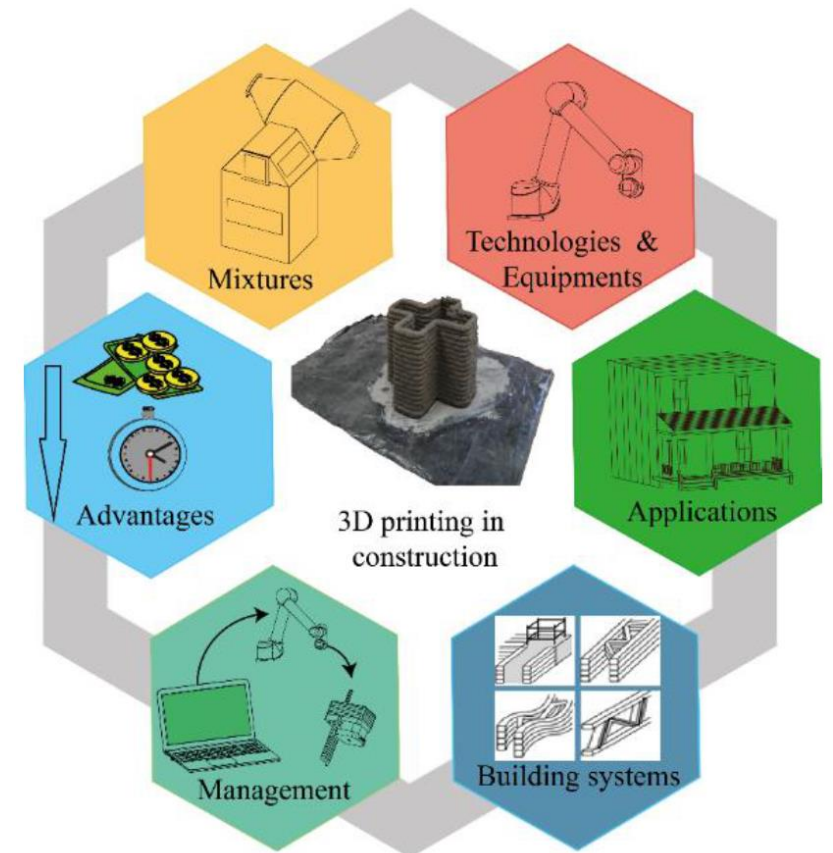 Mixtures
Technologies &
Equipments
Advantages
3D printing in
construction
Applications
Management
Building systems